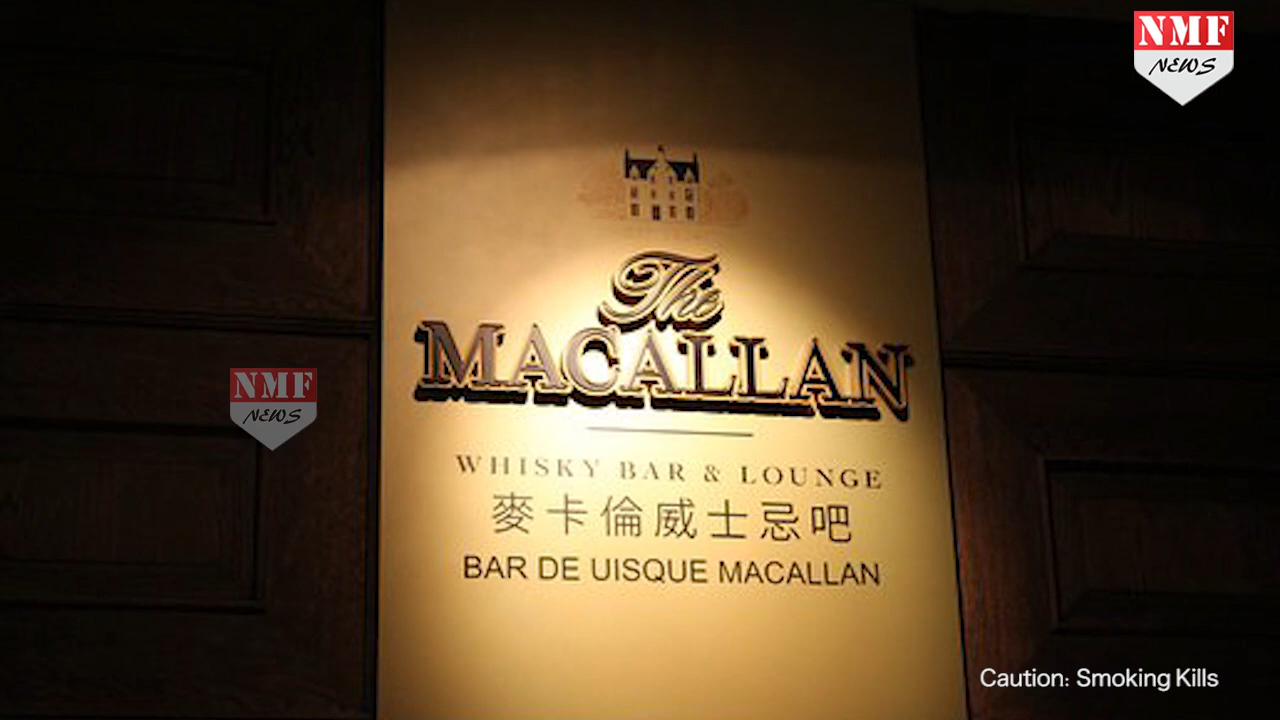 NMF
NEWS
The
MACALLAN
NMF
NEWS
WHISKY BAR & LOUNGE
麥卡倫威士忌吧
BAR DE UISQUE MACALLAN
Caution: Smoking Kills